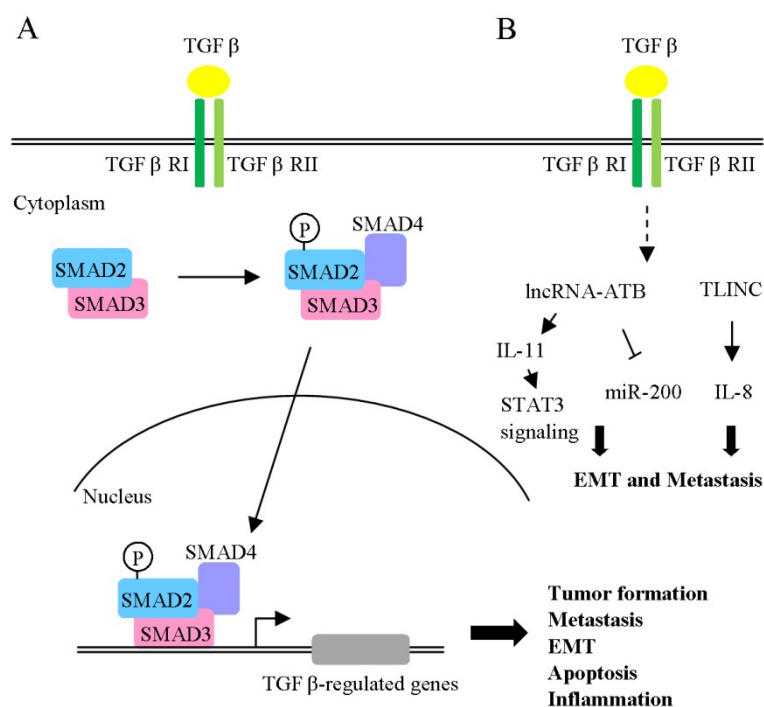 A
TGF β
TGF β RI
TGF β RII
Cytoplasm
SMAD2
SMAD3
P
SMAD4
SMAD2
SMAD3
Nucleus
P
SMAD4
SMAD2
SMAD3
TGF β-regulated genes
Tumor formation
Metastasis
EMT
Apoptosis
Inflammation
B
TGF β
TGF β RI
TGF β RII
lncRNA-ATB
TLINC
IL-11
STAT3
signaling
miR-200
IL-8
EMT and Metastasis